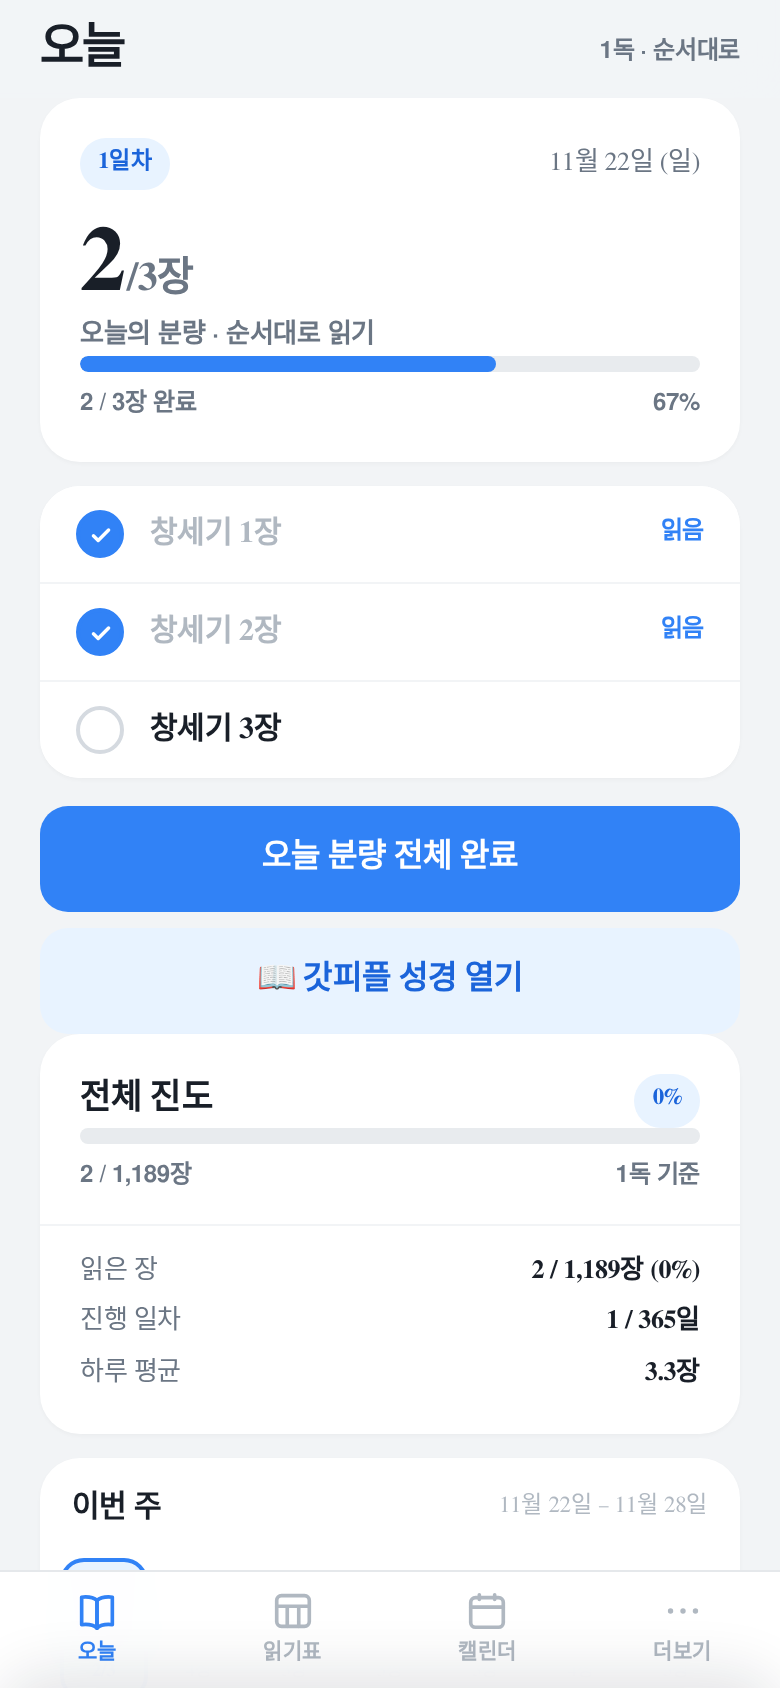 오늘
1독 · 순서대로
1일차
11월 22일 (일)
2/3장
오늘의 분량 · 순서대로 읽기
2 / 3장 완료
67%
창세기 1장
읽음
창세기 2장
읽음
창세기 3장
오늘 분량 전체 완료
📖 갓피플 성경 열기
전체 진도
0%
2 / 1,189장
1독 기준
읽은 장
2 / 1,189장 (0%)
진행 일차
1 / 365일
하루 평균
3.3장
이번 주
11월 22일 – 11월 28일
오늘
읽기표
캘린더
더보기